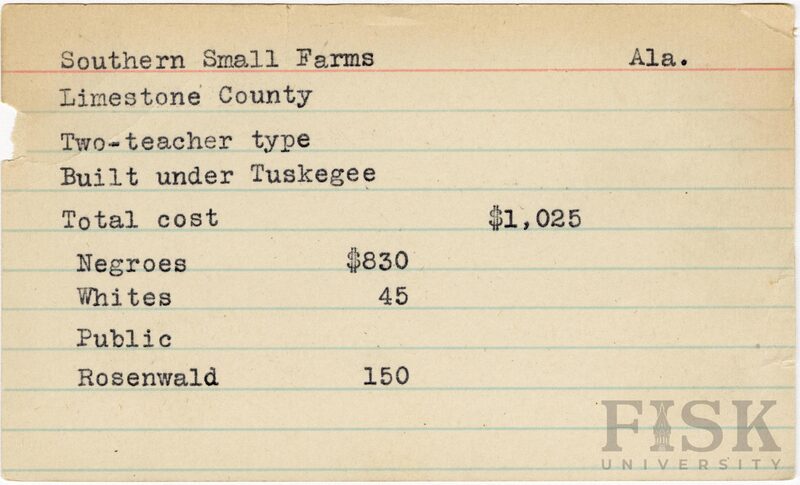 Southern Small Farms Ala.
Limestone County
Two-teacher type
Built under Tuskegee
Total cost $1,025
Negroes $830
Whites 45
Public
Rosenwald 150
FISK
UNIVERSITY